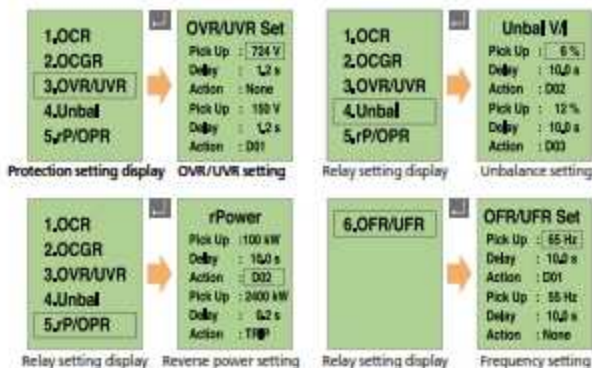 1.OCR
2.OCGR
3.OVR/UVR
4.Unbal
5.rP/OPR
Protection setting display
OVR/UVR Set
Pick Up : 724 V
Delay : 1.2 s
Action : None
Pick Up : 150 V
Delay : 1.2 s
Action : D01
OVR/UVR setting
1.OCR
2.OCGR
3.OVR/UVR
4.Unbal
5.rP/OPR
Relay setting display
Unbal V/I
Pick Up : 6 %
Delay : 10.0 s
Action : D02
Pick Up : 12 %
Delay : 10.0 s
Action : D03
Unbalance setting
1.OCR
2.OCGR
3.OVR/UVR
4.Unbal
5.rP/OPR
Relay setting display
rPower
Pick Up :100 kW
Delay : 10.0 s
Action : D02
Pick Up : 2400 kW
Delay : 0.2 s
Action : TRIP
Reverse power setting
6.OFR/UFR
Relay setting display
OFR/UFR Set
Pick Up : 65 Hz
Delay : 10.0 s
Action : D01
Pick Up : 55 Hz
Delay : 10.0 s
Action : None
Frequency setting